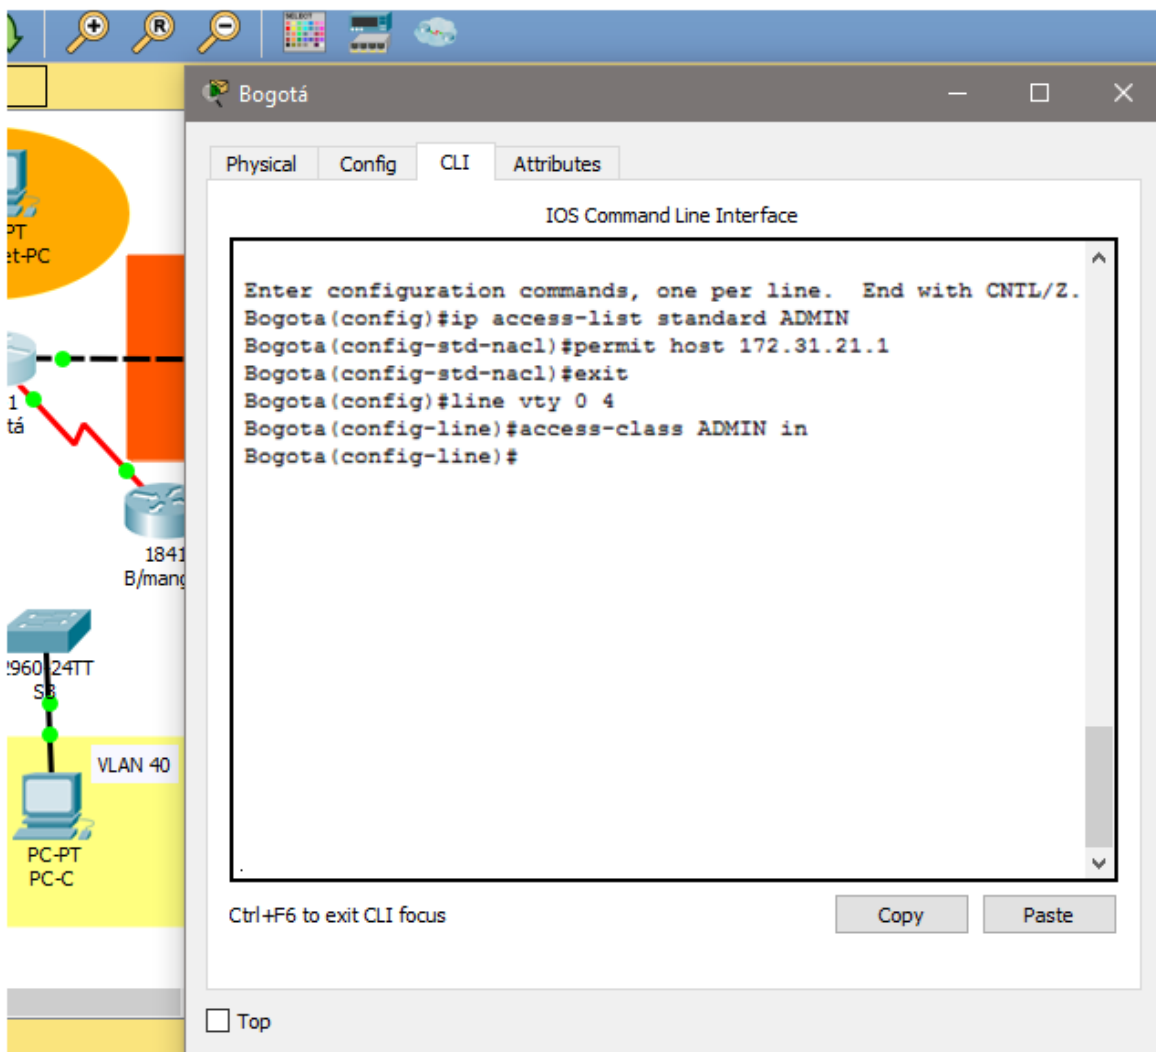 SELECT
R
Bogotá
Physical
Config
CLI
Attributes
IOS Command Line Interface
PT
et-PC
Enter configuration commands, one per line. End with CNTL/Z.
Bogota(config)#ip access-list standard ADMIN
Bogota(config-std-nacl)#permit host 172.31.21.1
Bogota(config-std-nacl)#exit
Bogota(config)#line vty 0 4
Bogota(config-line)#access-class ADMIN in
Bogota(config-line)#
1
tá
1841
B/mang
2960-24TT
S3
VLAN 40
PC-PT
PC-C
.
Ctrl+F6 to exit CLI focus
Copy
Paste
Top